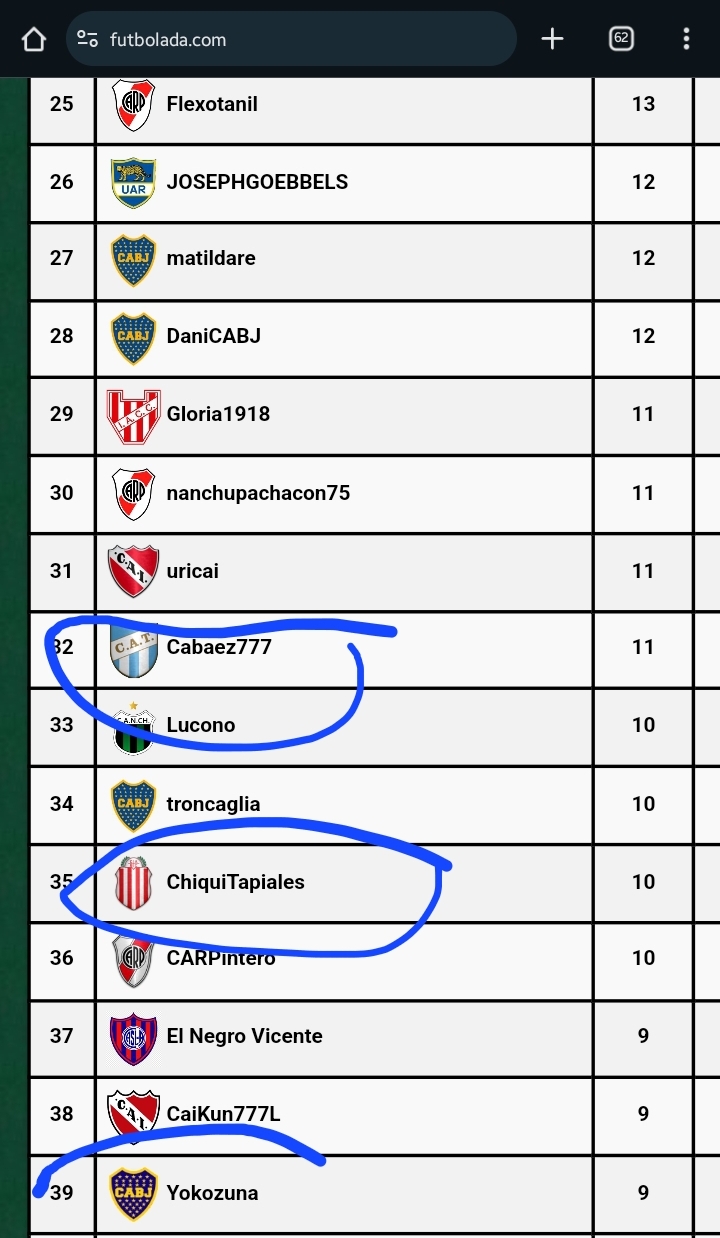 futbolada.com 62
25 CARP Flexotanil 13
26 UAR JOSEPHGOEBBELS 12
27 CABJ matildare 12
28 CABJ DaniCABJ 12
29 I.A.C.C. Gloria1918 11
30 CARP nanchupachacon75 11
31 C.A.I. uricai 11
32 C.A.T. Cabaez777 11
33 C.A.N.CH. Lucono 10
34 CABJ troncaglia 10
35 ChiquiTapiales 10
36 CARP CARPintero 10
37 CASLA El Negro Vicente 9
38 C.A.I. CaiKun777L 9
39 CABJ Yokozuna 9